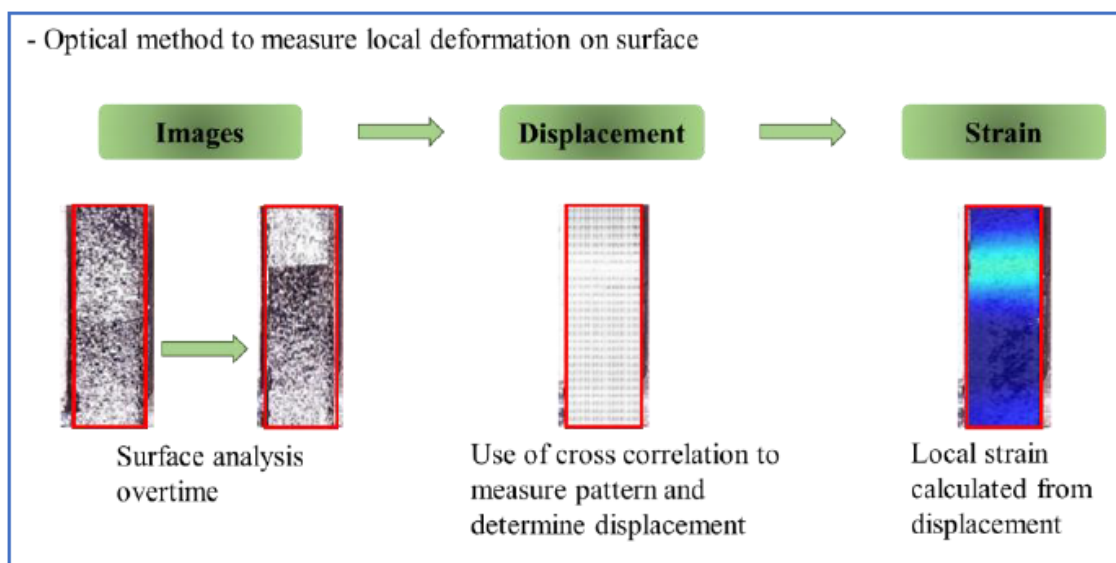 - Optical method to measure local deformation on surface
Images
Displacement
Strain
Surface analysis
overtime
Use of cross correlation to
measure pattern and
determine displacement
Local strain
calculated from
displacement